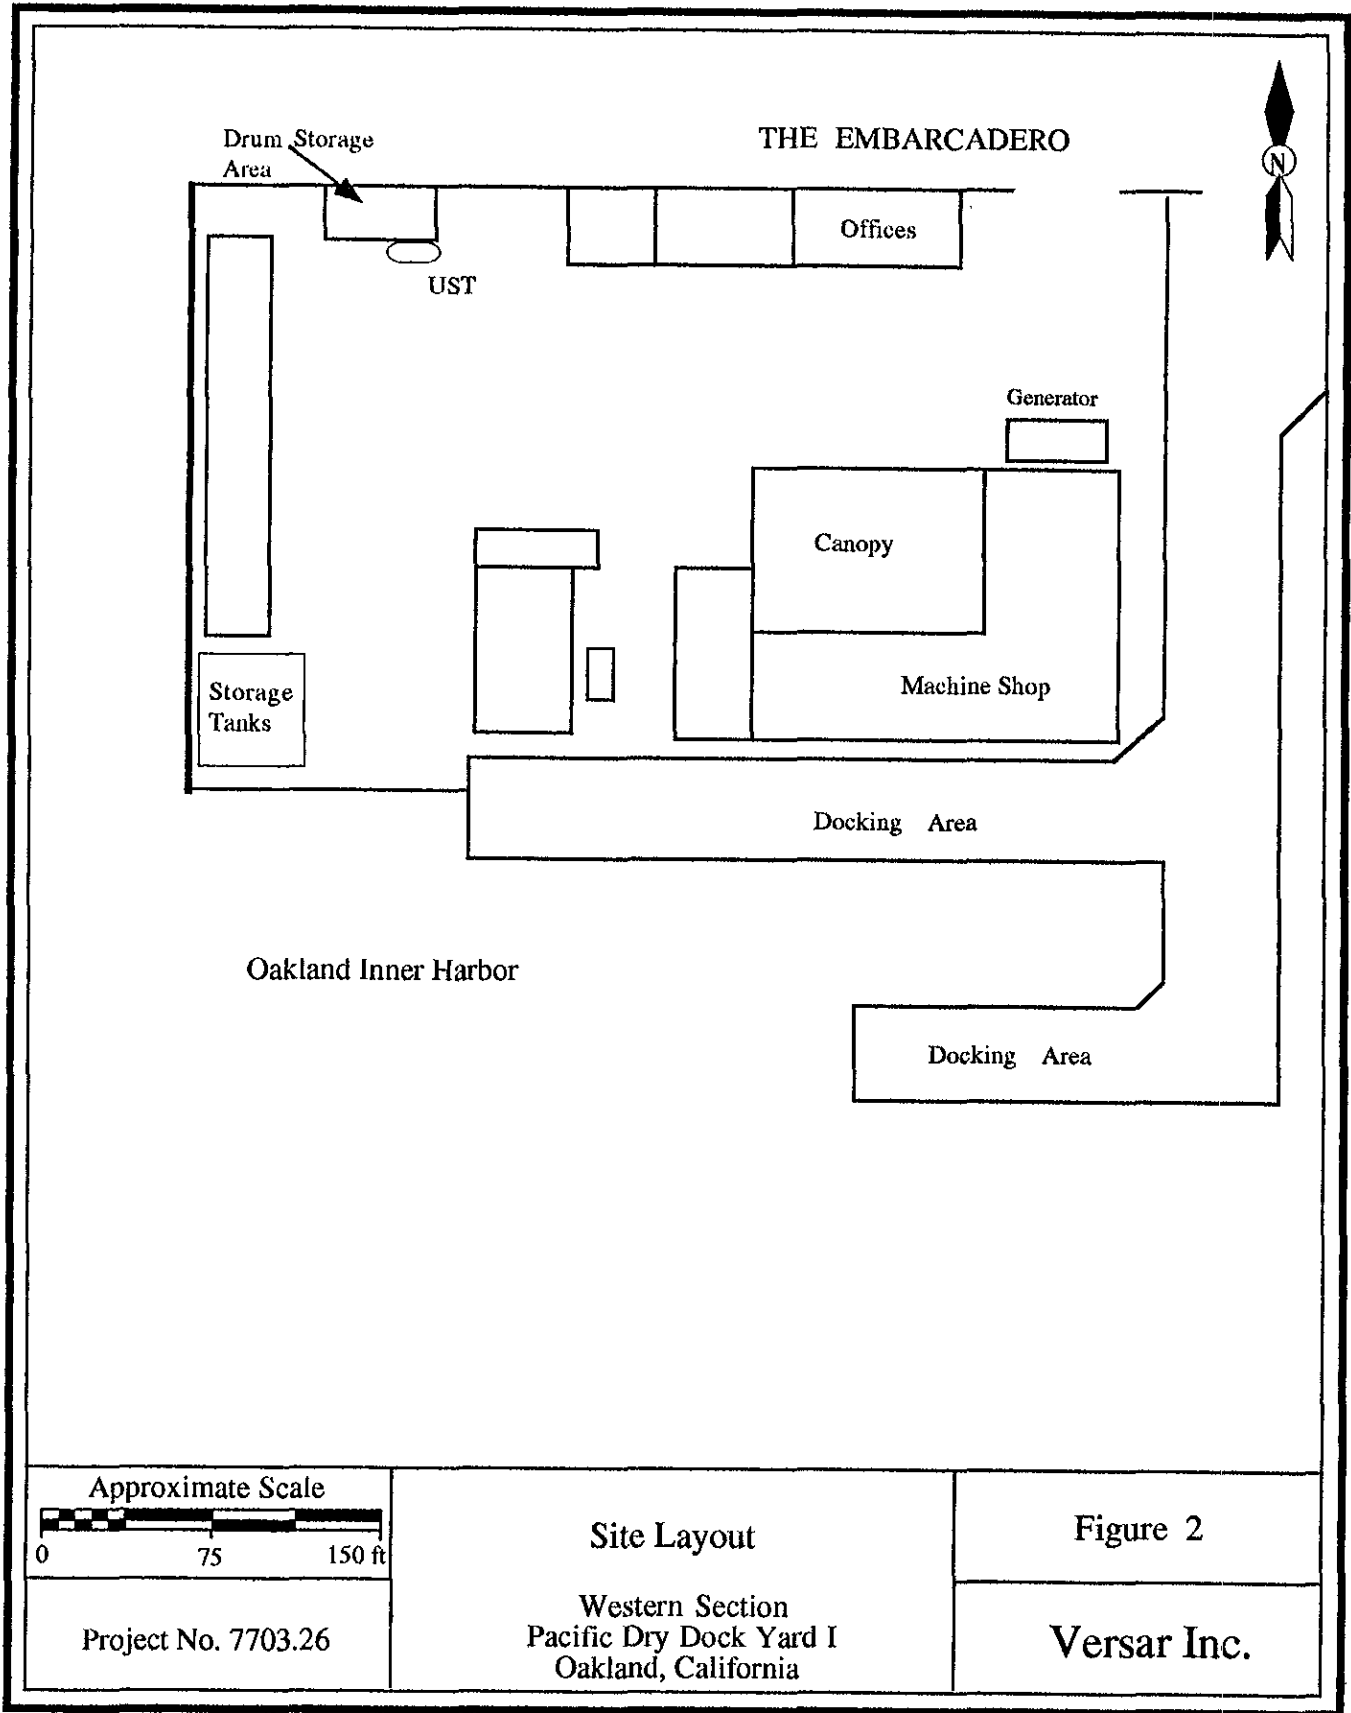 THE EMBARCADERO
N
Drum Storage
Area
Offices
UST
Generator
Canopy
Storage
Tanks
Machine Shop
Docking Area
Oakland Inner Harbor
Docking Area
Approximate Scale
0 75 150 ft
Project No. 7703.26
Site Layout
Western Section
Pacific Dry Dock Yard I
Oakland, California
Figure 2
Versar Inc.